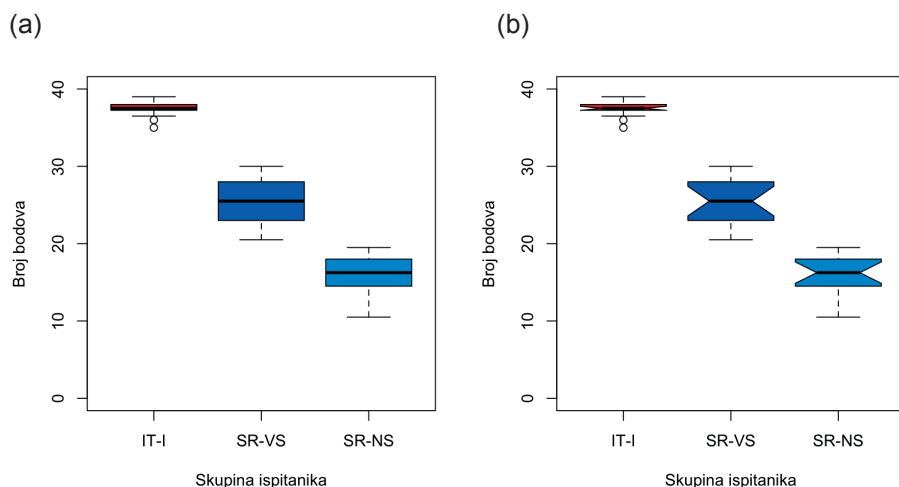 (a)
Broj bodova
40
30
20
10
0
IT-I SR-VS SR-NS
Skupina ispitanika
(b)
Broj bodova
40
30
20
10
0
IT-I SR-VS SR-NS
Skupina ispitanika